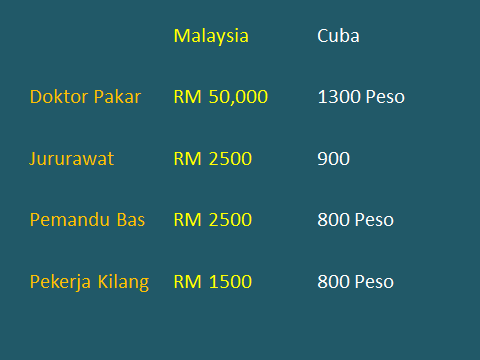 Malaysia Cuba
Doktor Pakar RM 50,000 1300 Peso
Jururawat RM 2500 900
Pemandu Bas RM 2500 800 Peso
Pekerja Kilang RM 1500 800 Peso